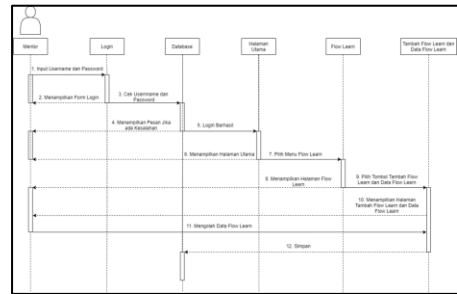 Mentor
Login
Database
Halaman
Utama
Flow Learn
Tambah Flow Learn dan
Data Flow Learn
1. Input Username dan Password
2. Menampilkan Form Login
3. Cek Username dan
Password
4. Menampilkan Pesan Jika
ada Kesalahan
5. Login Berhasil
6. Menampilkan Halaman Utama
7. Pilih Menu Flow Learn
8. Menampilkan Halaman Flow
Learn
9. Pilih Tombol Tambah Flow
Learn dan Data Flow Learn
10. Menampilkan Halaman
Tambah Flow Learn dan Data
Flow Learn
11. Mengolah Data Flow Learn
12. Simpan